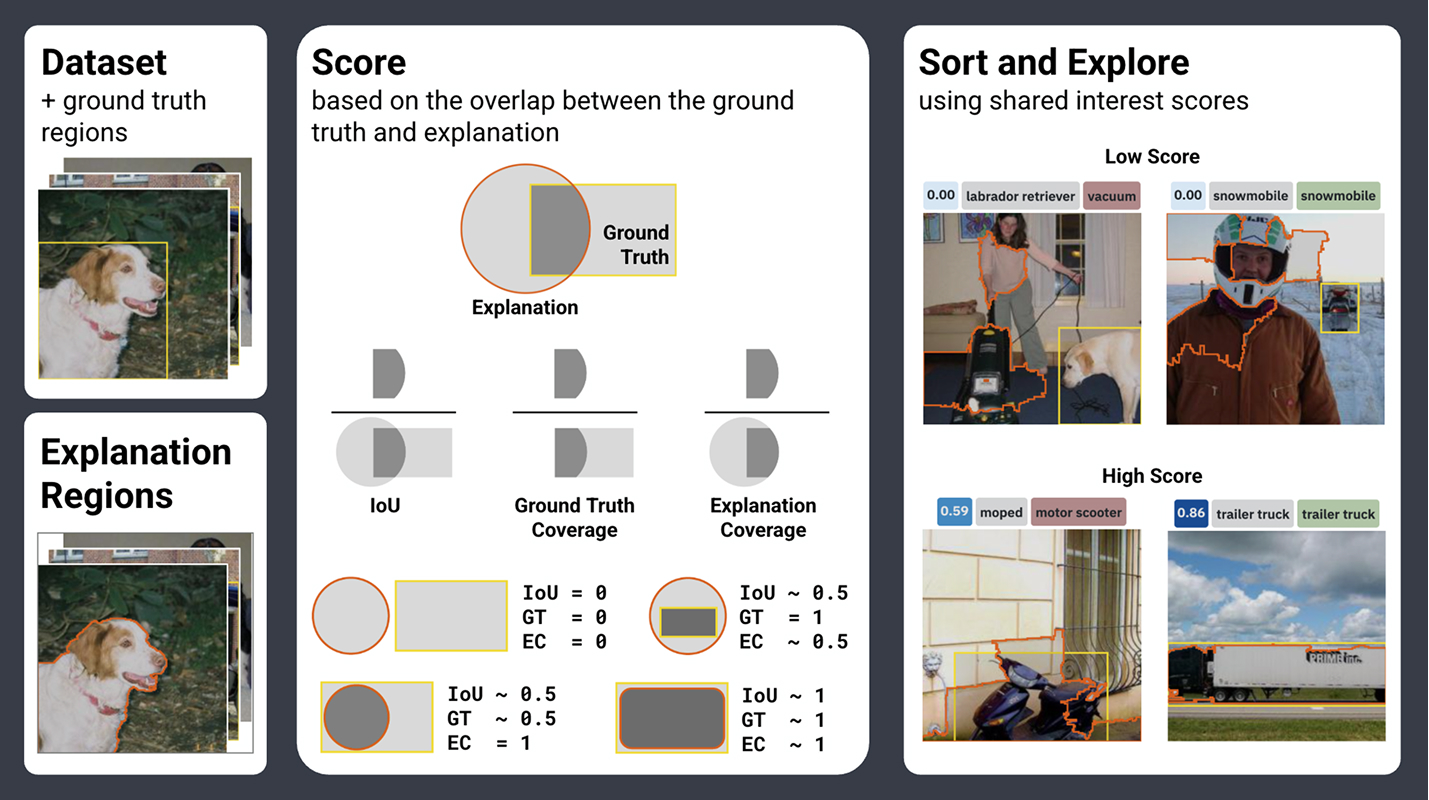 Dataset
+ ground truth
regions
Explanation
Regions
Score
based on the overlap between the ground
truth and explanation
Ground
Truth
Explanation
IoU
Ground Truth
Coverage
Explanation
Coverage
IoU = 0
GT = 0
EC = 0
IoU ~ 0.5
GT = 1
EC ~ 0.5
IoU ~ 0.5
GT ~ 0.5
EC = 1
IoU ~ 1
GT ~ 1
EC ~ 1
Sort and Explore
using shared interest scores
Low Score
0.00 labrador retriever vacuum
0.00 snowmobile snowmobile
High Score
0.59 moped motor scooter
0.86 trailer truck trailer truck
PRIME inc.